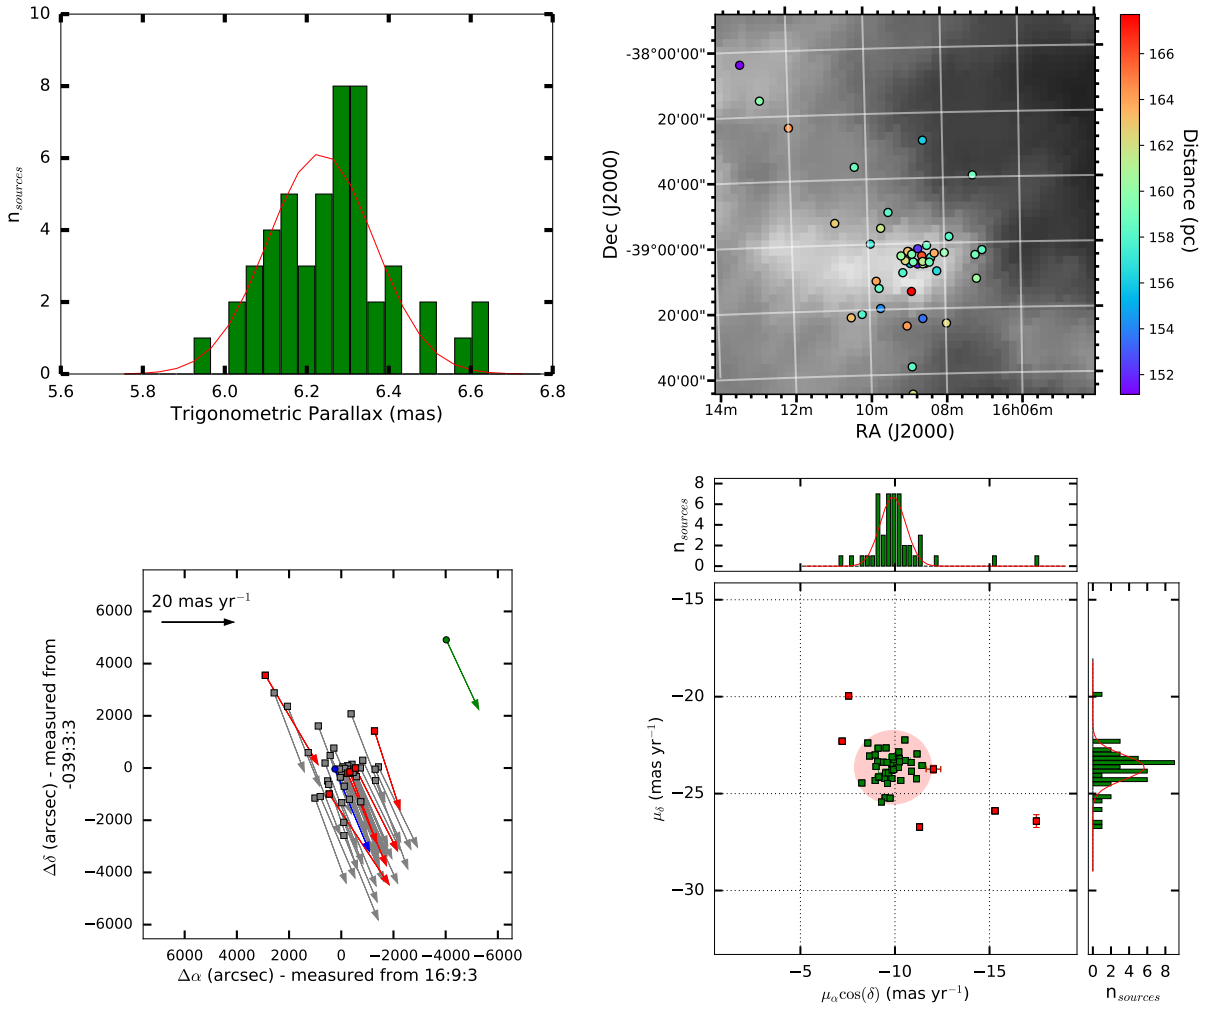 10
8
6
4
2
0
n_sources
5.6 5.8 6.0 6.2 6.4 6.6 6.8
Trigonometric Parallax (mas)
-38°00'00"
20'00"
40'00"
-39°00'00"
20'00"
40'00"
Dec (J2000)
14m 12m 10m 08m 16h06m
RA (J2000)
166
164
162
160
158
156
154
152
Distance (pc)
20 mas yr⁻¹
6000
4000
2000
0
−2000
−4000
−6000
Δδ (arcsec) - measured from
-039:3:3
6000 4000 2000 0 −2000 −4000 −6000
Δα (arcsec) - measured from 16:9:3
8
6
4
2
0
n_sources
−15
−20
−25
−30
μ_δ (mas yr⁻¹)
−5 −10 −15
μ_α cos(δ) (mas yr⁻¹)
0 2 4 6 8
n_sources